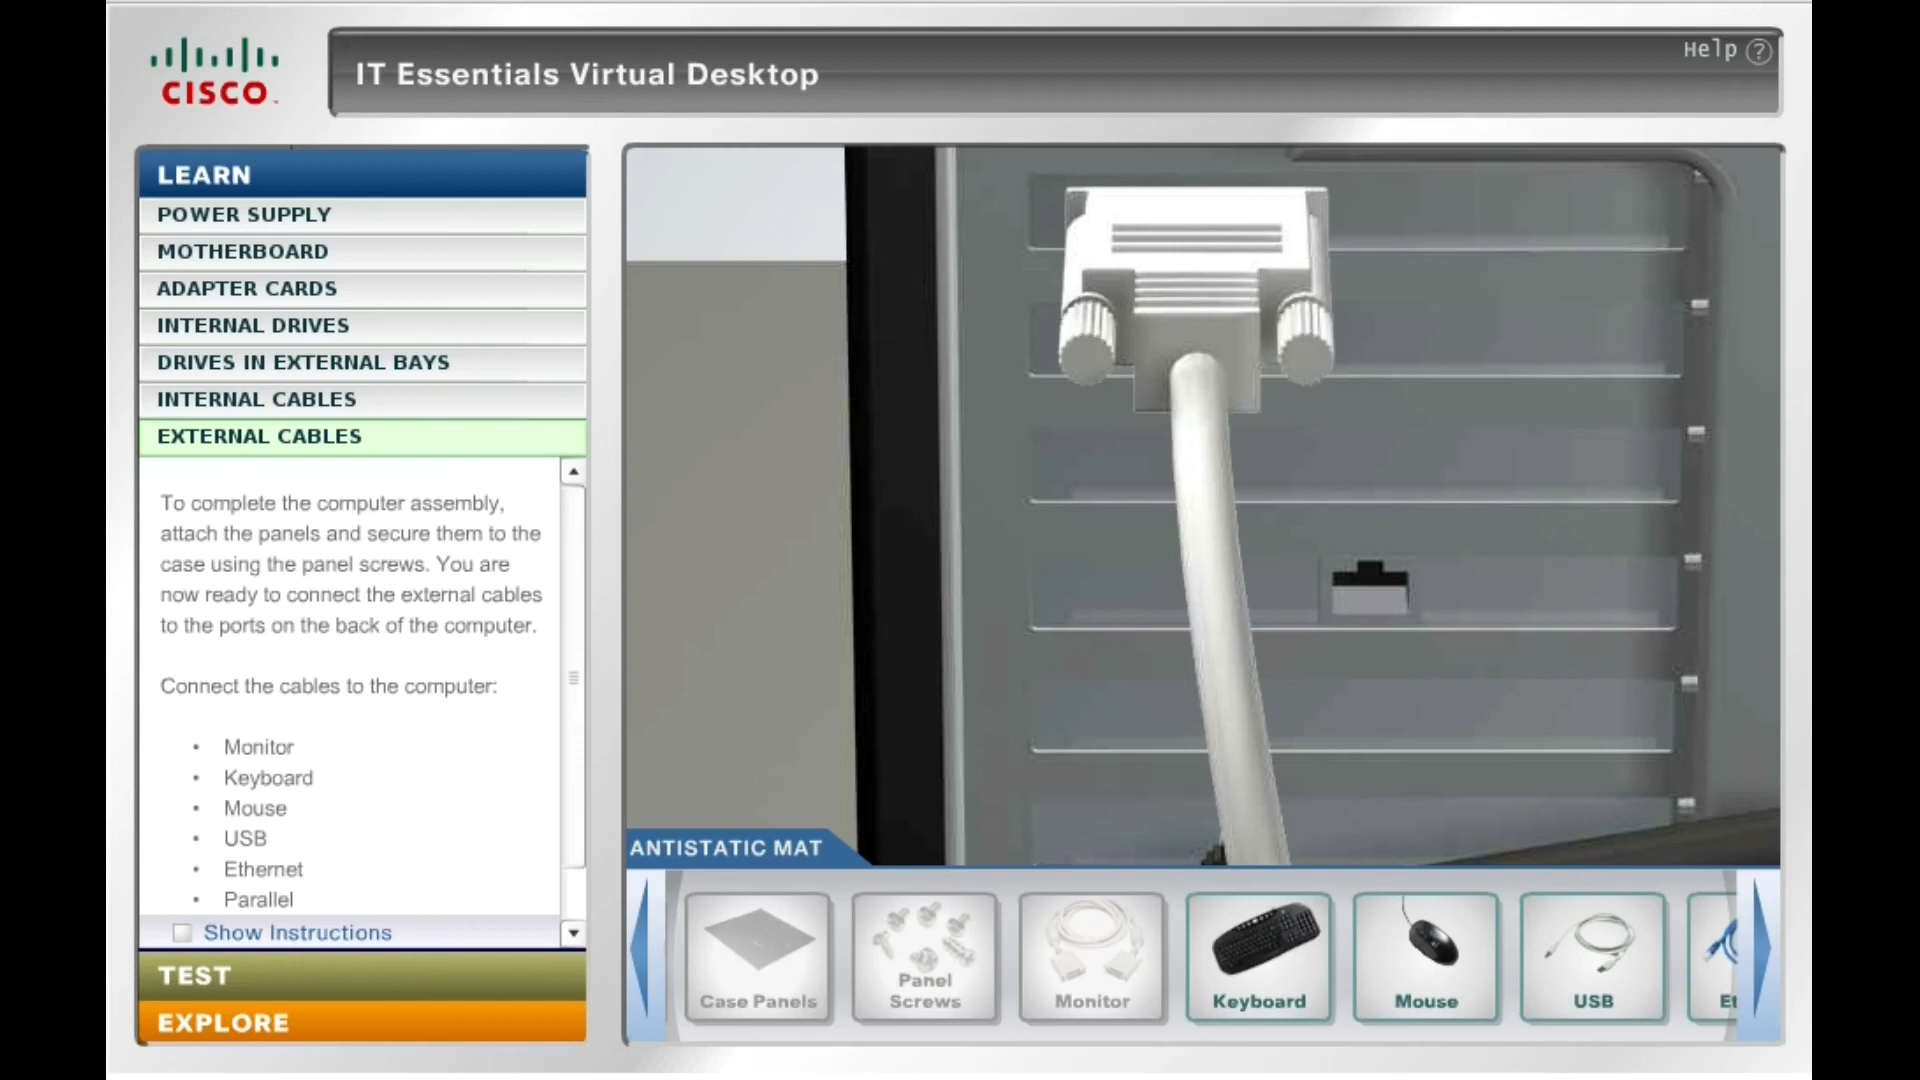 CISCO
IT Essentials Virtual Desktop
Help ?
LEARN
POWER SUPPLY
MOTHERBOARD
ADAPTER CARDS
INTERNAL DRIVES
DRIVES IN EXTERNAL BAYS
INTERNAL CABLES
EXTERNAL CABLES
To complete the computer assembly,
attach the panels and secure them to the
case using the panel screws. You are
now ready to connect the external cables
to the ports on the back of the computer.
Connect the cables to the computer:
• Monitor
• Keyboard
• Mouse
• USB
• Ethernet
• Parallel
Show Instructions
TEST
EXPLORE
ANTISTATIC MAT
Case Panels
Panel
Screws
Monitor
Keyboard
Mouse
USB
Et